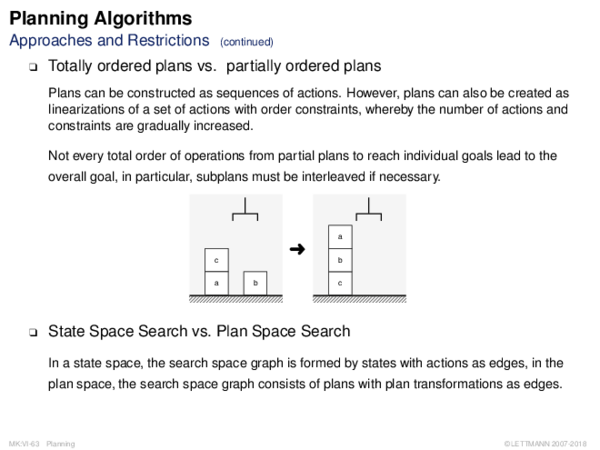 Planning Algorithms
Approaches and Restrictions (continued)
❑ Totally ordered plans vs. partially ordered plans
Plans can be constructed as sequences of actions. However, plans can also be created as
linearizations of a set of actions with order constraints, whereby the number of actions and
constraints are gradually increased.
Not every total order of operations from partial plans to reach individual goals lead to the
overall goal, in particular, subplans must be interleaved if necessary.
c
a
b
➜
a
b
c
❑ State Space Search vs. Plan Space Search
In a state space, the search space graph is formed by states with actions as edges, in the
plan space, the search space graph consists of plans with plan transformations as edges.
MK:VI-63 Planning
©LETTMANN 2007-2018